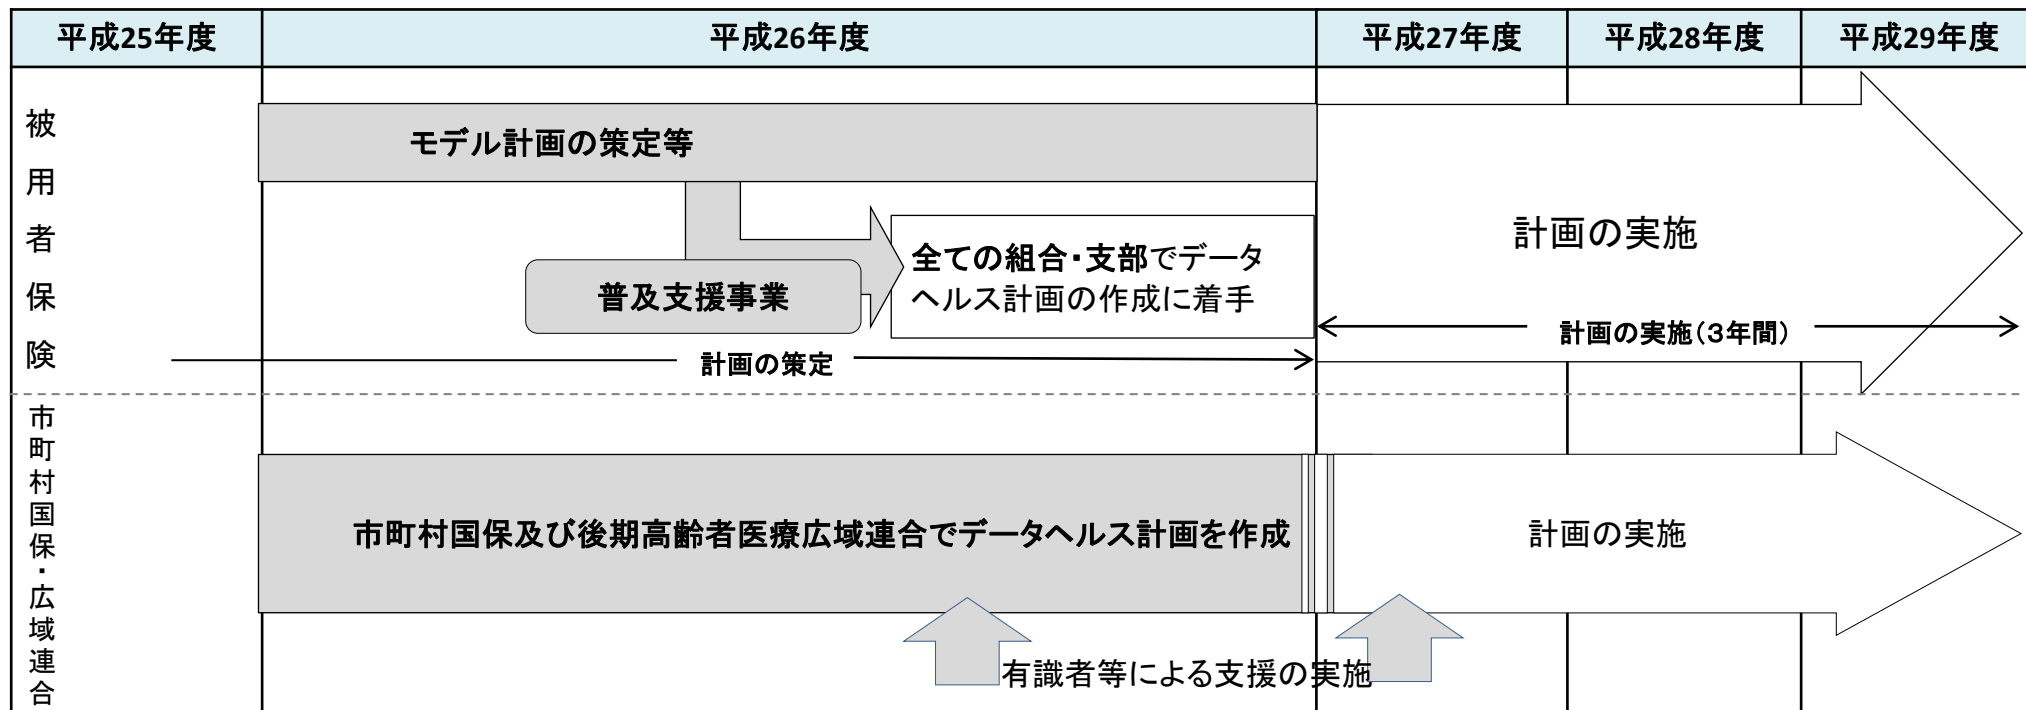 平成25年度
平成26年度
平成27年度
平成28年度
平成29年度
被用者保険
モデル計画の策定等
普及支援事業
全ての組合・支部でデータ
ヘルス計画の作成に着手
計画の実施
計画の実施（3年間）
計画の策定
市町村国保・広域連合
市町村国保及び後期高齢者医療広域連合でデータヘルス計画を作成
計画の実施
有識者等による支援の実施